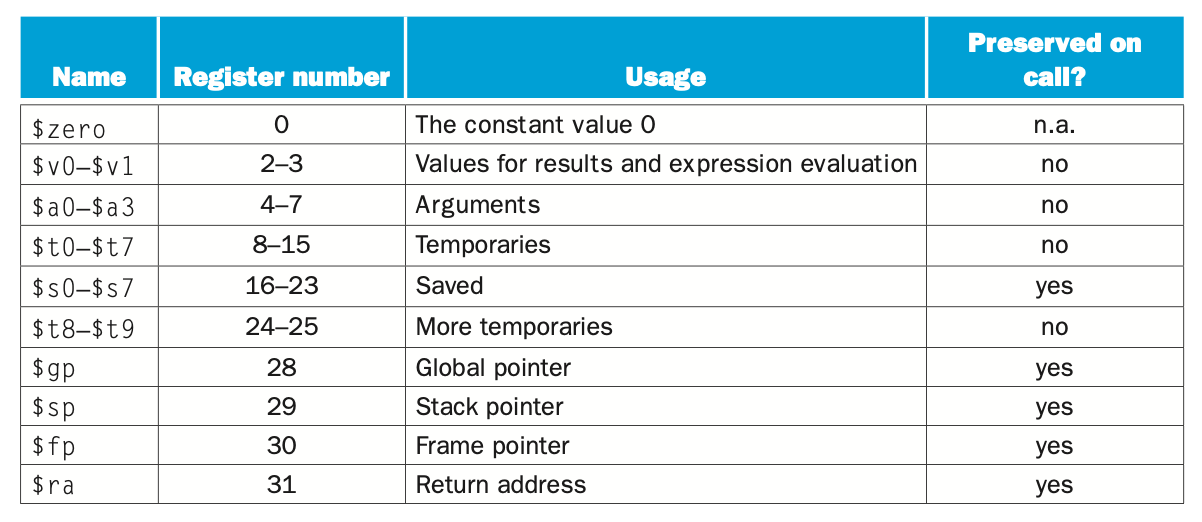 Name Register number Usage Preserved on call?
$zero 0 The constant value 0 n.a.
$v0–$v1 2–3 Values for results and expression evaluation no
$a0–$a3 4–7 Arguments no
$t0–$t7 8–15 Temporaries no
$s0–$s7 16–23 Saved yes
$t8–$t9 24–25 More temporaries no
$gp 28 Global pointer yes
$sp 29 Stack pointer yes
$fp 30 Frame pointer yes
$ra 31 Return address yes